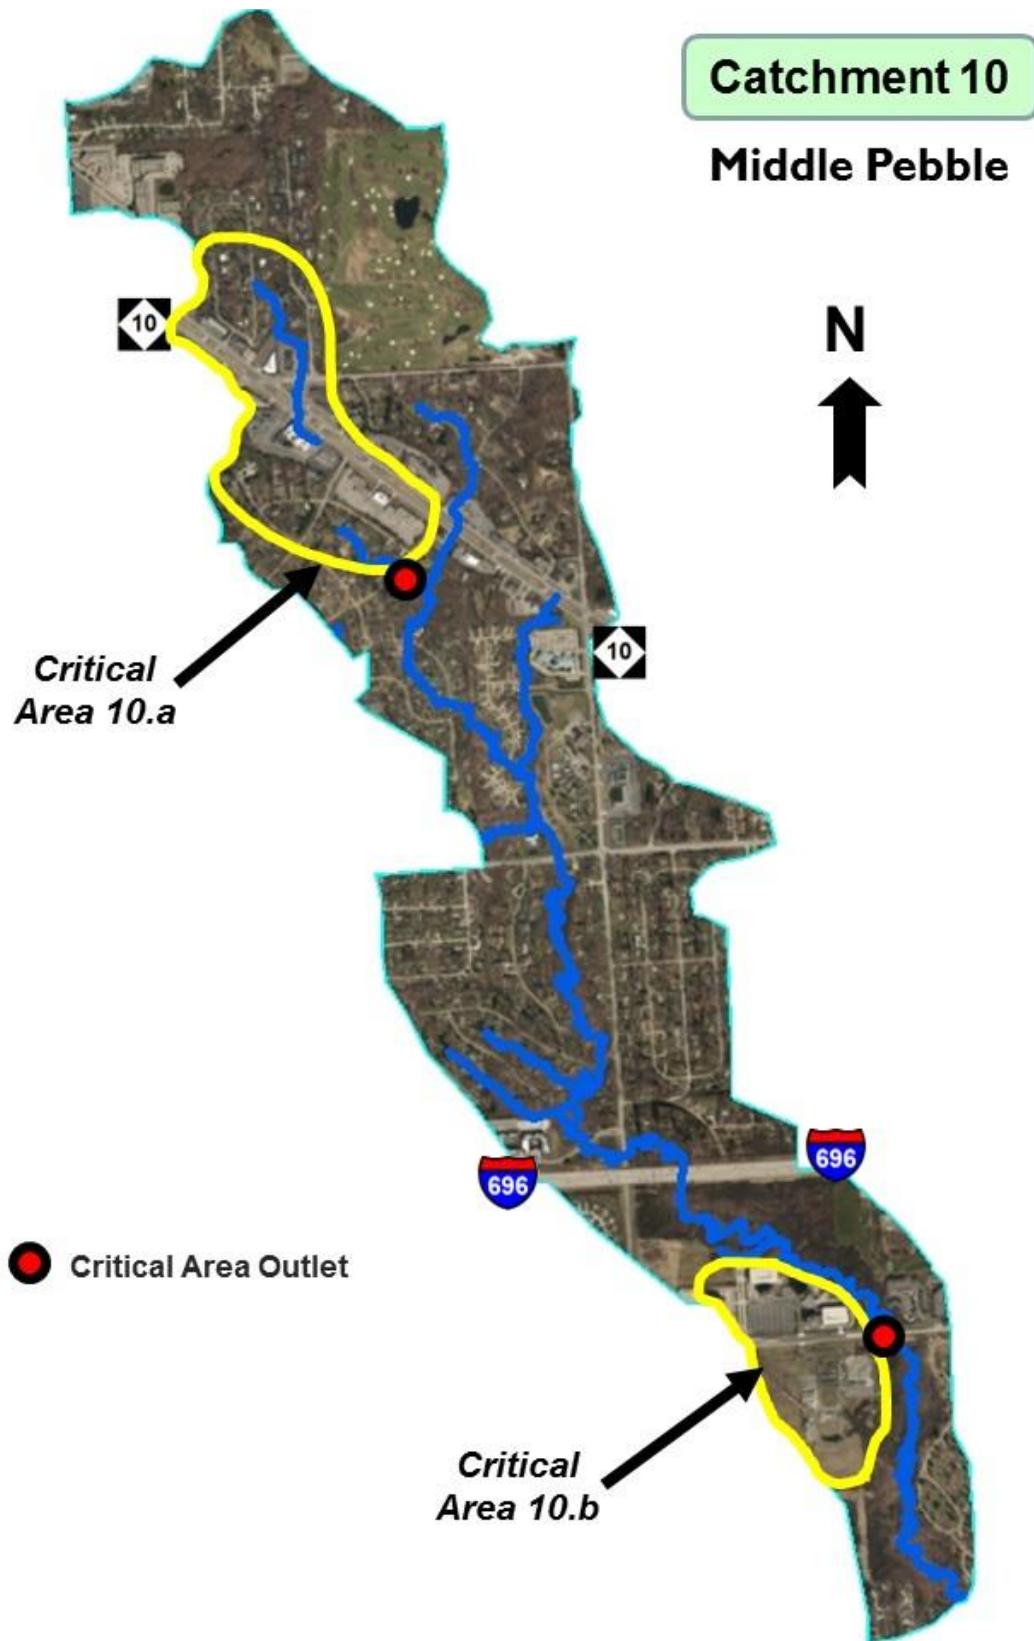 Catchment 10
Middle Pebble
N
10
10
Critical
Area 10.a
696
696
Critical Area Outlet
Critical
Area 10.b